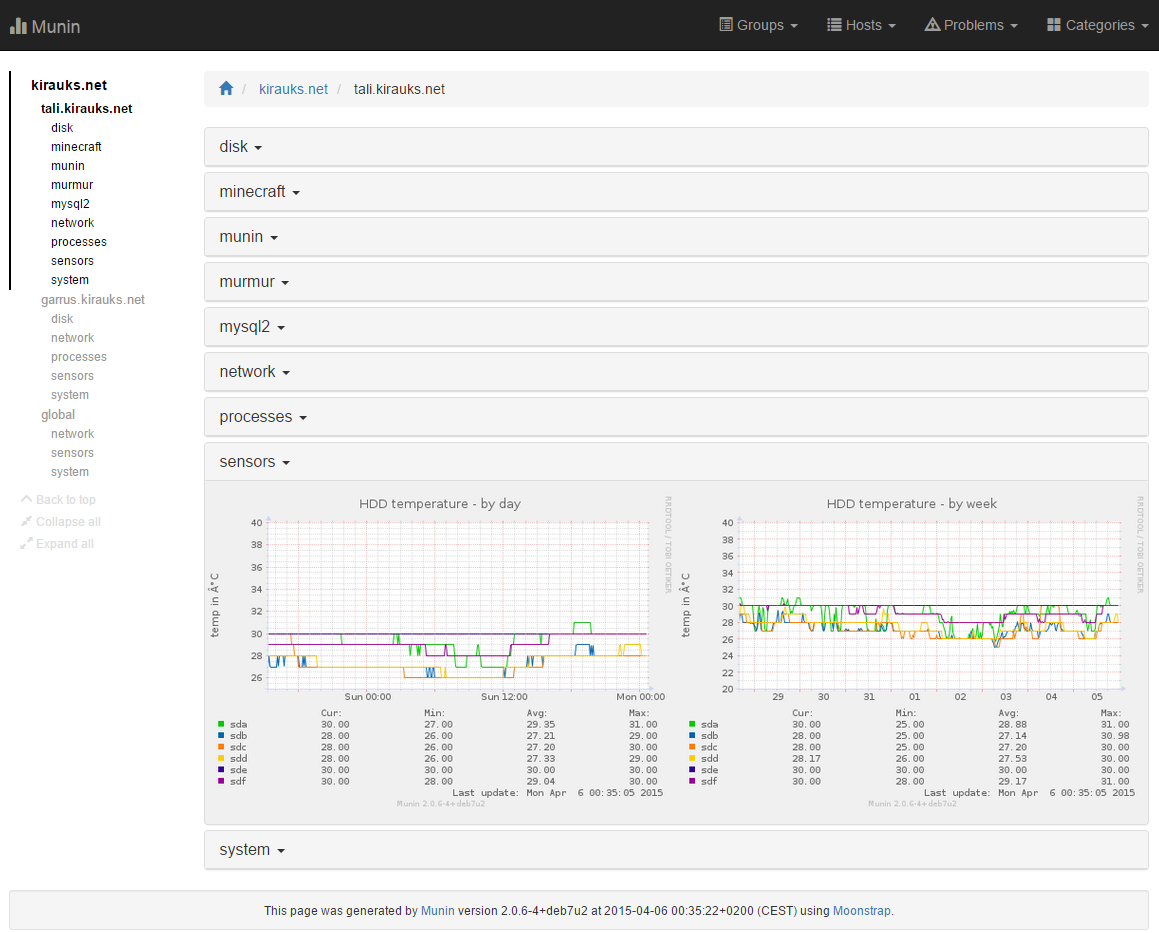 Munin
Groups Hosts Problems Categories
kirauks.net
tali.kirauks.net
disk
minecraft
munin
murmur
mysql2
network
processes
sensors
system
garrus.kirauks.net
disk
network
processes
sensors
system
global
network
sensors
system
Back to top
Collapse all
Expand all
/ kirauks.net / tali.kirauks.net
disk
minecraft
munin
murmur
mysql2
network
processes
sensors
HDD temperature - by day
RRDTOOL / TOBI OETIKER
temp in Â°C
40
38
36
34
32
30
28
26
Sun 00:00 Sun 12:00 Mon 00:00
Cur: Min: Avg: Max:
sda 30.00 27.00 29.35 31.00
sdb 28.00 26.00 27.21 29.00
sdc 28.00 26.00 27.20 30.00
sdd 28.00 26.00 27.33 29.00
sde 30.00 30.00 30.00 30.00
sdf 30.00 28.00 29.04 30.00
Last update: Mon Apr 6 00:35:05 2015
Munin 2.0.6-4+deb7u2
HDD temperature - by week
RRDTOOL / TOBI OETIKER
temp in Â°C
40
38
36
34
32
30
28
26
24
22
20
29 30 31 01 02 03 04 05
Cur: Min: Avg: Max:
sda 30.00 25.00 28.88 31.00
sdb 28.00 25.00 27.14 30.98
sdc 28.00 25.00 27.20 30.00
sdd 28.17 26.00 27.53 30.00
sde 30.00 30.00 30.00 30.00
sdf 30.00 28.00 29.17 31.00
Last update: Mon Apr 6 00:35:05 2015
Munin 2.0.6-4+deb7u2
system
This page was generated by Munin version 2.0.6-4+deb7u2 at 2015-04-06 00:35:22+0200 (CEST) using Moonstrap.